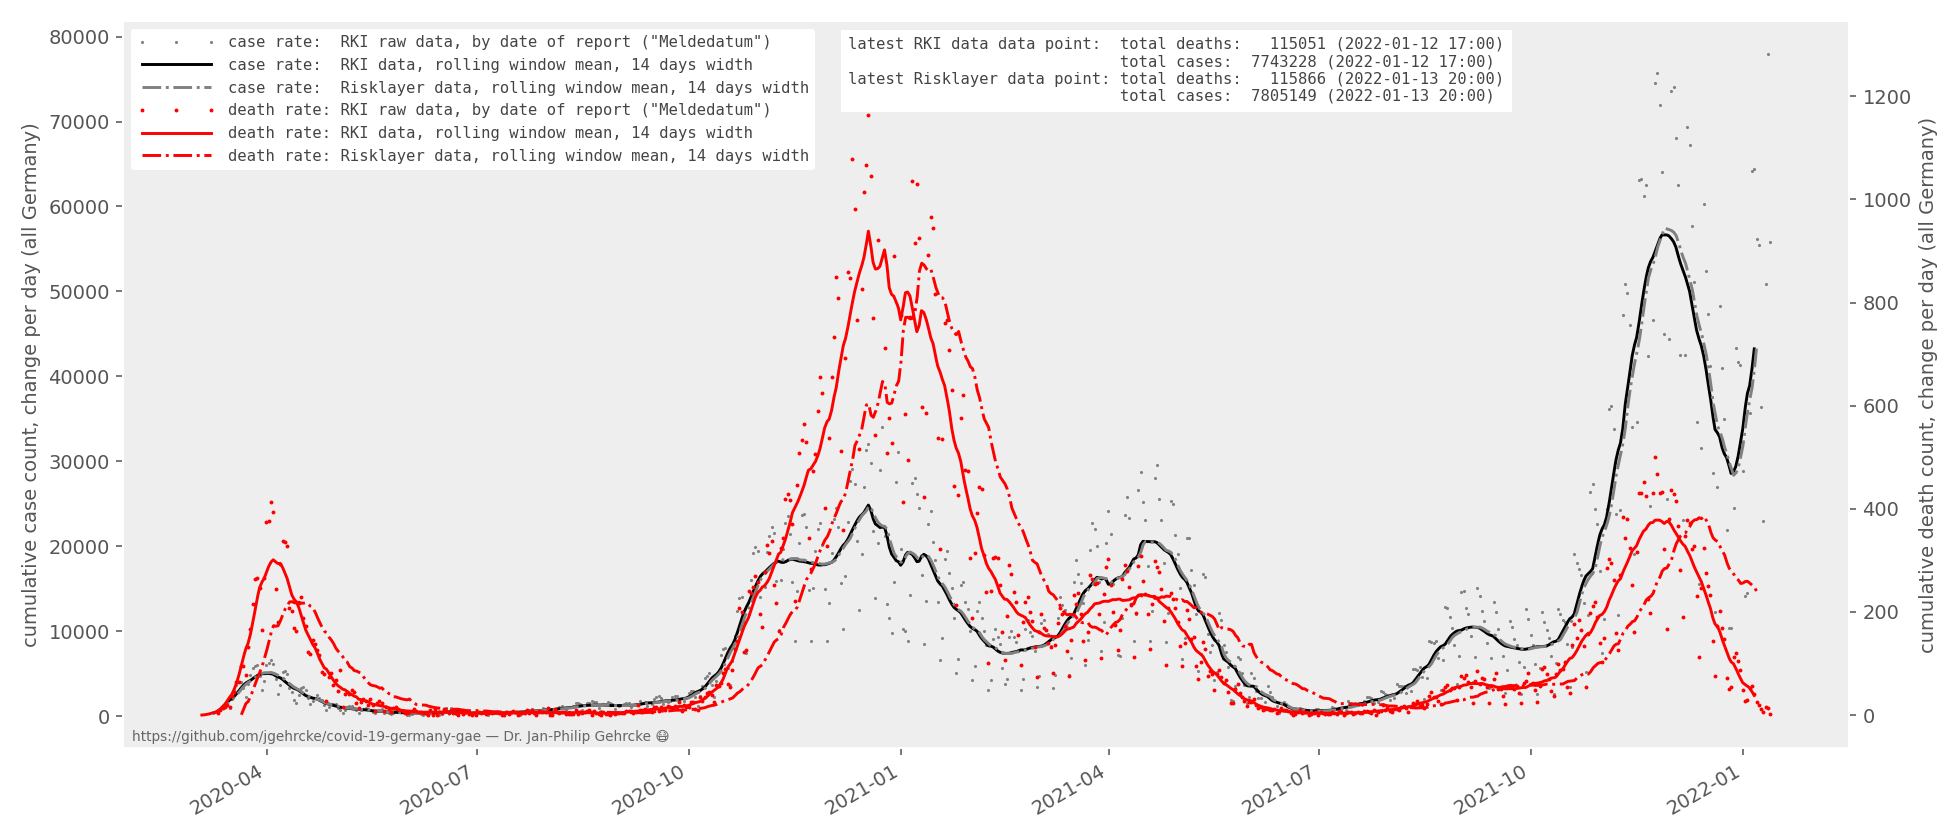 case rate:  RKI raw data, by date of report ("Meldedatum")
case rate:  RKI data, rolling window mean, 14 days width
case rate:  Risklayer data, rolling window mean, 14 days width
death rate: RKI raw data, by date of report ("Meldedatum")
death rate: RKI data, rolling window mean, 14 days width
death rate: Risklayer data, rolling window mean, 14 days width
latest RKI data data point:  total deaths:   115051 (2022-01-12 17:00)
total cases:  7743228 (2022-01-12 17:00)
latest Risklayer data point: total deaths:   115866 (2022-01-13 20:00)
total cases:  7805149 (2022-01-13 20:00)
cumulative case count, change per day (all Germany)
80000
70000
60000
50000
40000
30000
20000
10000
0
1200
1000
800
600
400
200
0
cumulative death count, change per day (all Germany)
https://github.com/jgehrcke/covid-19-germany-gae — Dr. Jan-Philip Gehrcke 😷
2020-04
2020-07
2020-10
2021-01
2021-04
2021-07
2021-10
2022-01